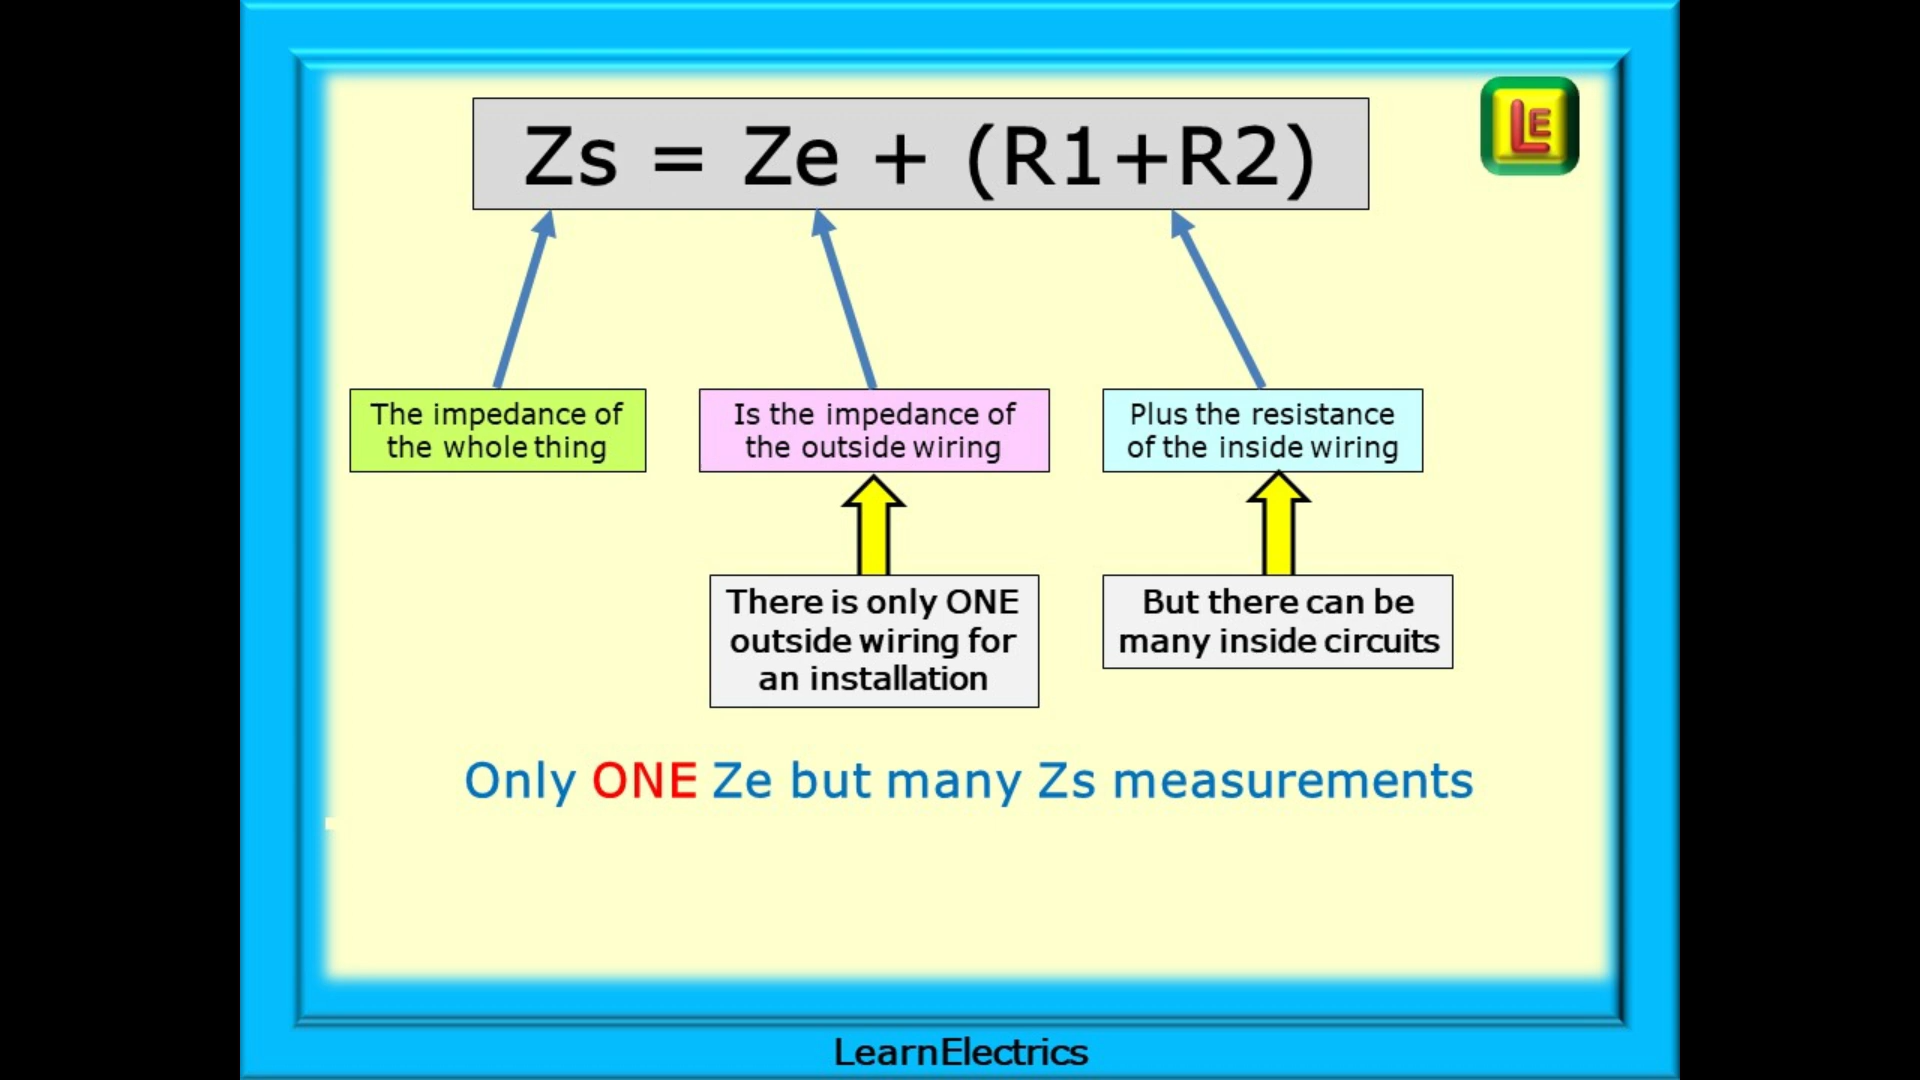 Zs = Ze + (R1+R2)
LE
The impedance of
the whole thing
Is the impedance of
the outside wiring
Plus the resistance
of the inside wiring
There is only ONE
outside wiring for
an installation
But there can be
many inside circuits
Only ONE Ze but many Zs measurements
LearnElectrics